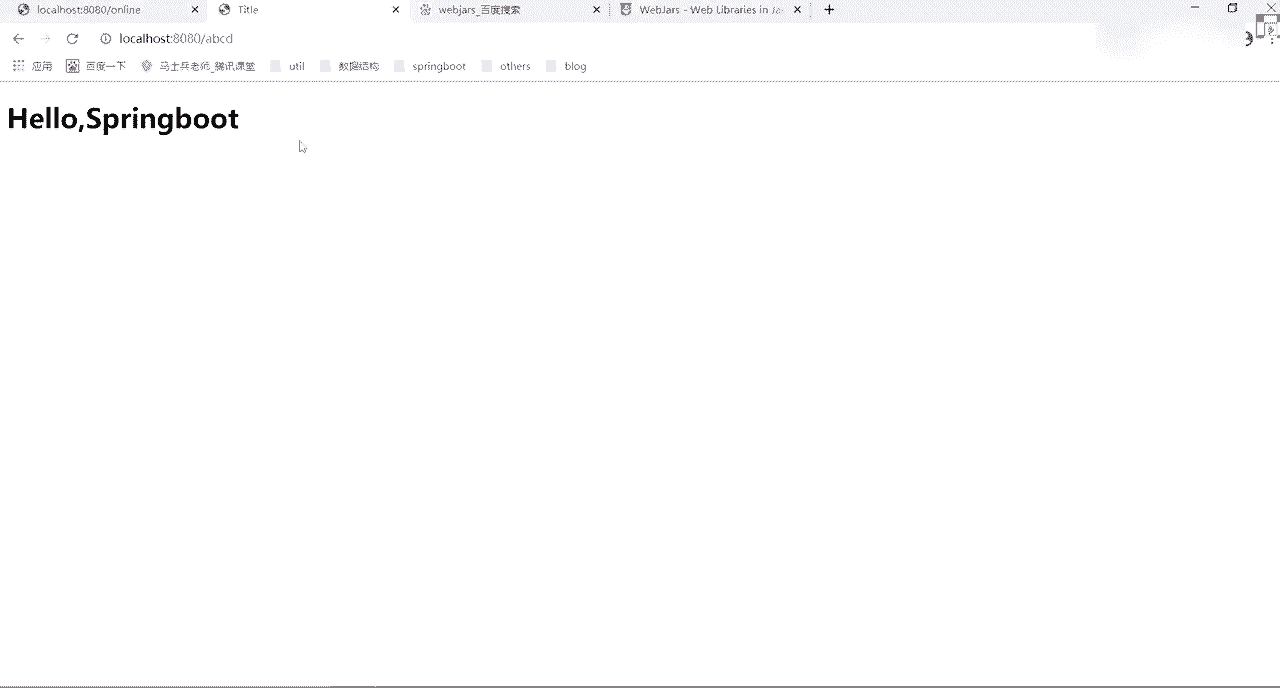 localhost:8080/online
Title
webjars_百度搜索
WebJars - Web Libraries in Ja
localhost:8080/abcd
应用
百度一下
马士兵老师_腾讯课堂
util
数据结构
springboot
others
blog
Hello,Springboot